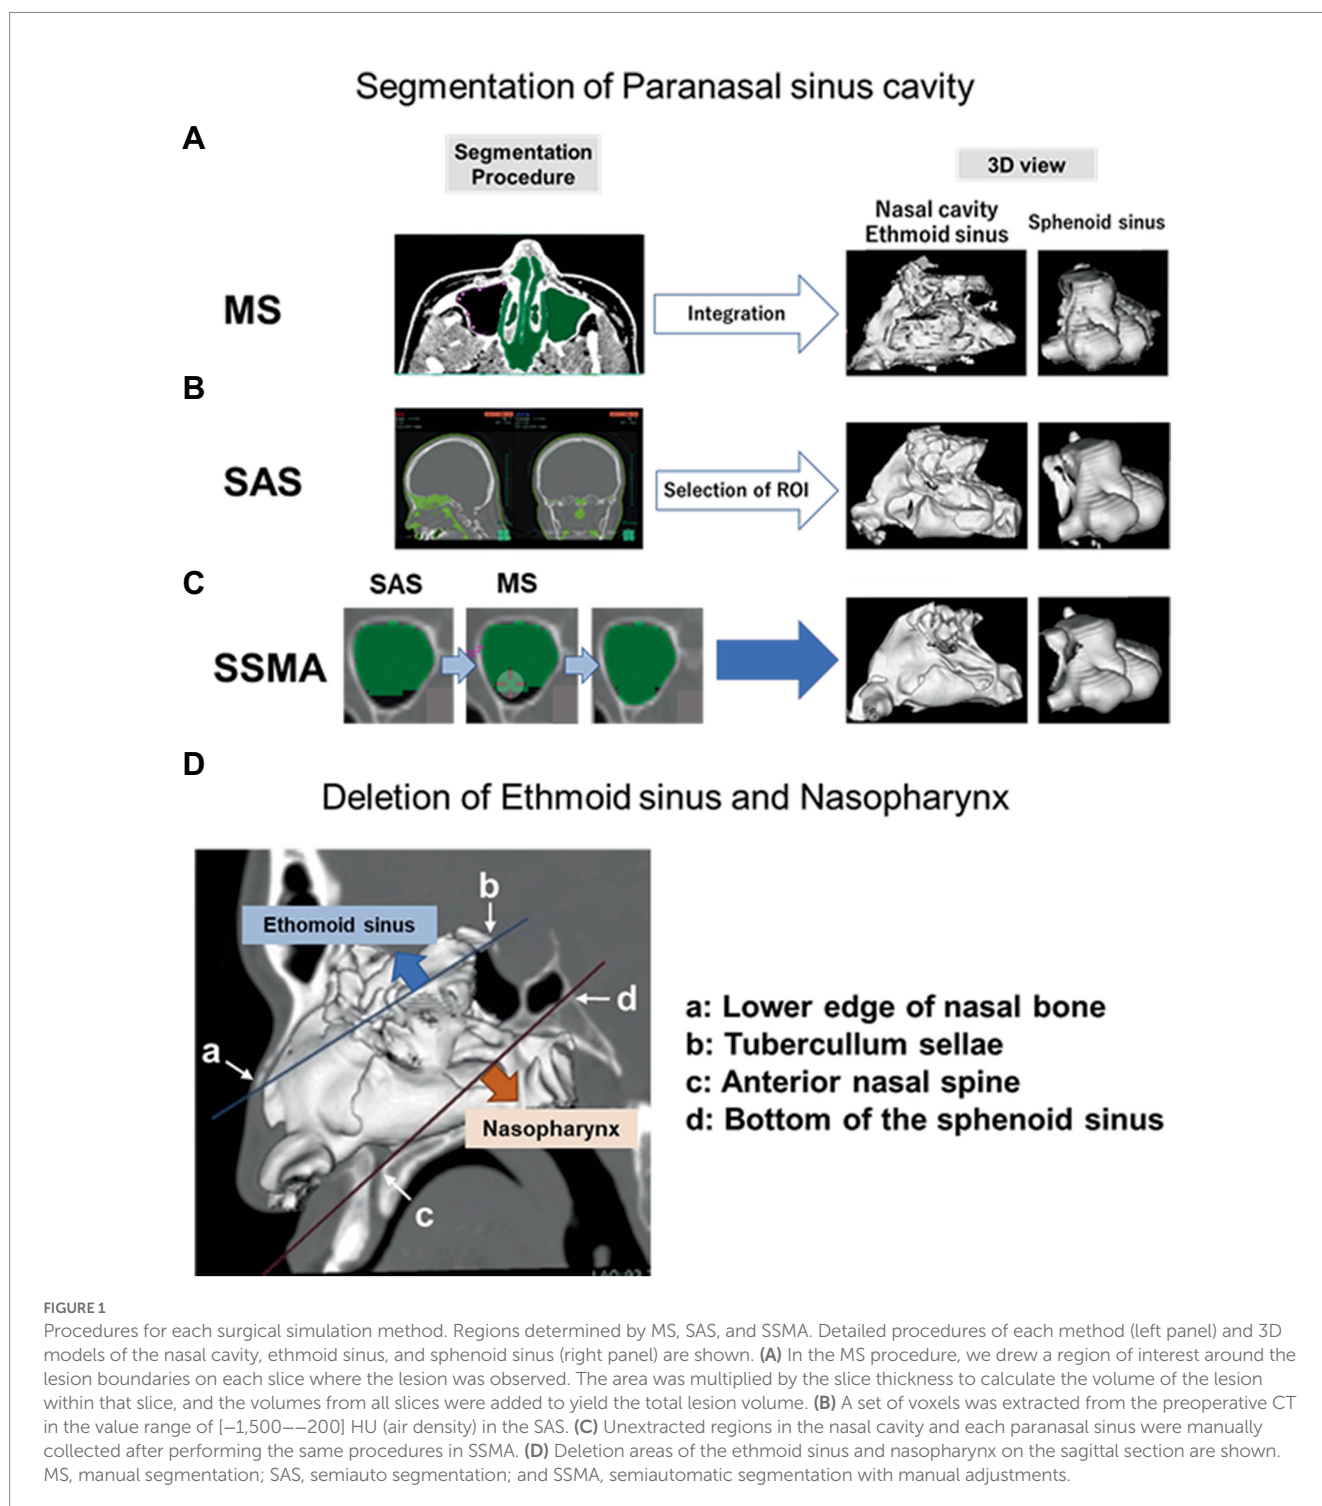 Segmentation of Paranasal sinus cavity
A
Segmentation
Procedure
3D view
Nasal cavity
Ethmoid sinus
Sphenoid sinus
MS
Integration
B
SAS
Selection of ROI
C
SAS
MS
SSMA
D
Deletion of Ethmoid sinus and Nasopharynx
b
Ethomoid sinus
d
a
Nasopharynx
c
a: Lower edge of nasal bone
b: Tubercullum sellae
c: Anterior nasal spine
d: Bottom of the sphenoid sinus
FIGURE 1
Procedures for each surgical simulation method. Regions determined by MS, SAS, and SSMA. Detailed procedures of each method (left panel) and 3D
models of the nasal cavity, ethmoid sinus, and sphenoid sinus (right panel) are shown. (A) In the MS procedure, we drew a region of interest around the
lesion boundaries on each slice where the lesion was observed. The area was multiplied by the slice thickness to calculate the volume of the lesion
within that slice, and the volumes from all slices were added to yield the total lesion volume. (B) A set of voxels was extracted from the preoperative CT
in the value range of [−1,500–−200] HU (air density) in the SAS. (C) Unextracted regions in the nasal cavity and each paranasal sinus were manually
collected after performing the same procedures in SSMA. (D) Deletion areas of the ethmoid sinus and nasopharynx on the sagittal section are shown.
MS, manual segmentation; SAS, semiauto segmentation; and SSMA, semiautomatic segmentation with manual adjustments.